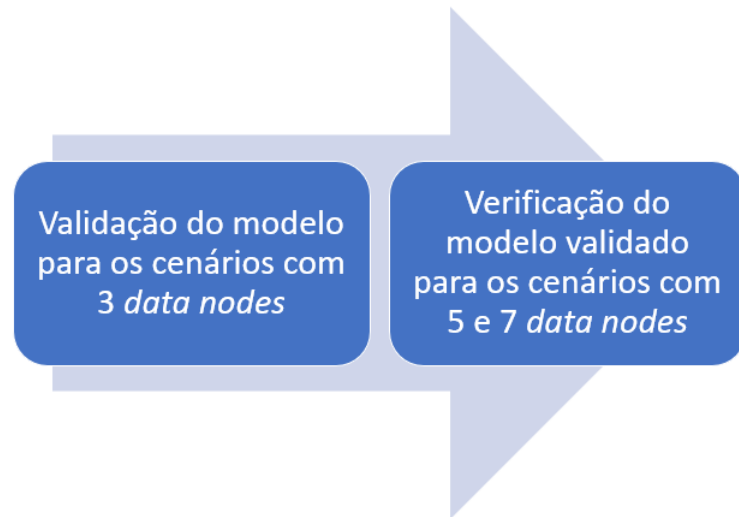 Validação do modelo
para os cenários com
3 data nodes
Verificação do
modelo validado
para os cenários com
5 e 7 data nodes